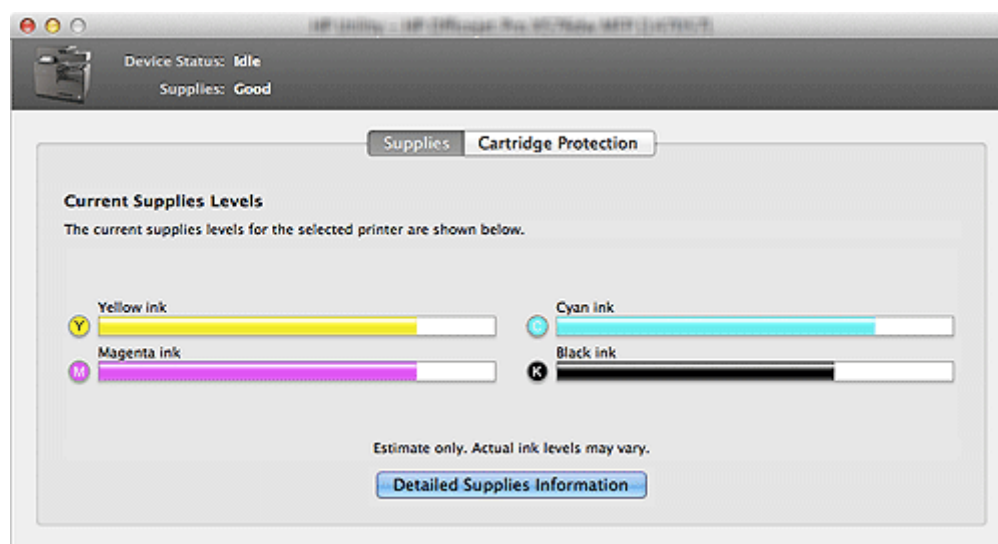 Device Status: Idle
Supplies: Good
Supplies Cartridge Protection
Current Supplies Levels
The current supplies levels for the selected printer are shown below.
Yellow ink
Y
Cyan ink
C
Magenta ink
M
Black ink
K
Estimate only. Actual ink levels may vary.
Detailed Supplies Information